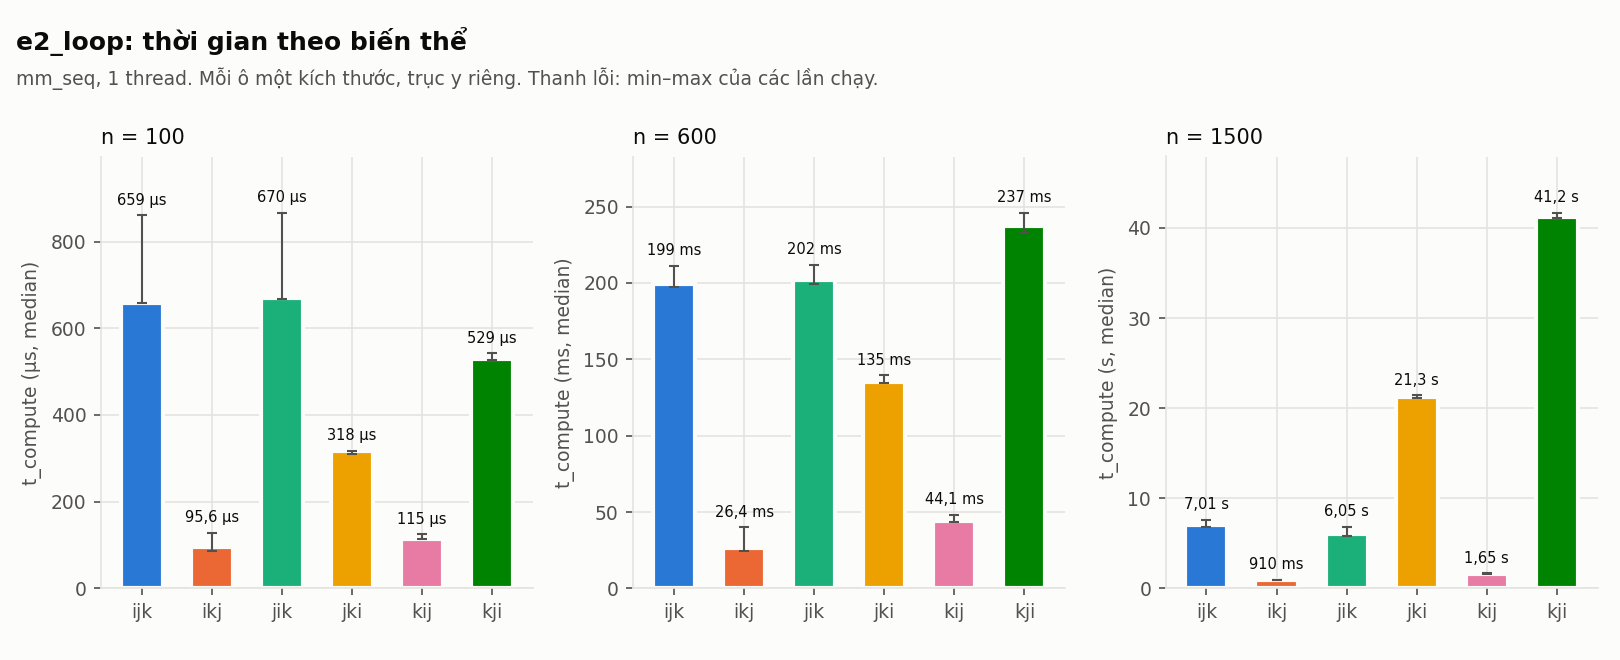 e2_loop: thời gian theo biến thể
mm_seq, 1 thread. Mỗi ô một kích thước, trục y riêng. Thanh lỗi: min–max của các lần chạy.
n = 100
t_compute (µs, median)
800
600
400
200
0
659 µs
95,6 µs
670 µs
318 µs
115 µs
529 µs
ijk
ikj
jik
jki
kij
kji
n = 600
t_compute (ms, median)
250
200
150
100
50
0
199 ms
26,4 ms
202 ms
135 ms
44,1 ms
237 ms
ijk
ikj
jik
jki
kij
kji
n = 1500
t_compute (s, median)
40
30
20
10
0
7,01 s
910 ms
6,05 s
21,3 s
1,65 s
41,2 s
ijk
ikj
jik
jki
kij
kji